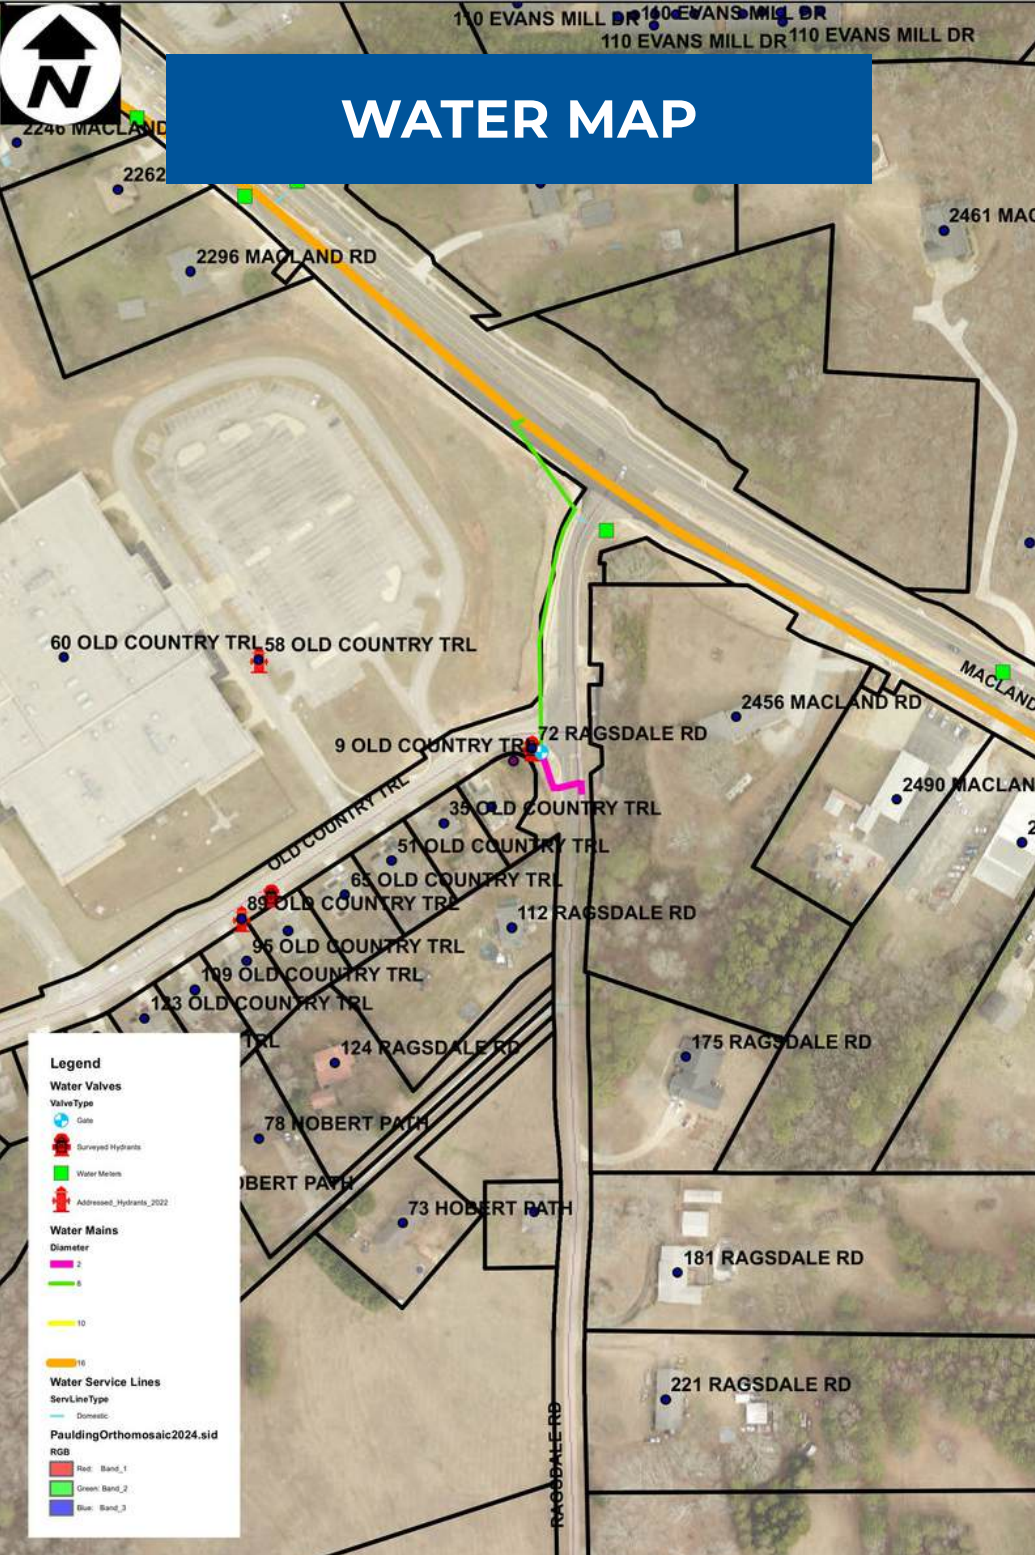 110 EVANS MILL DR
110 EVANS MILL DR
110 EVANS MILL DR
110 EVANS MILL DR
N
WATER MAP
2246 MACLAND
2262
2461 MAC
2296 MACLAND RD
60 OLD COUNTRY TRL
58 OLD COUNTRY TRL
MACLAND
2456 MACLAND RD
72 RAGSDALE RD
9 OLD COUNTRY TRL
2490 MACLAN
OLD COUNTRY TRL
35 OLD COUNTRY TRL
2
51 OLD COUNTRY TRL
65 OLD COUNTRY TRL
89 OLD COUNTRY TRL
112 RAGSDALE RD
95 OLD COUNTRY TRL
109 OLD COUNTRY TRL
123 OLD COUNTRY TRL
TRL
124 RAGSDALE RD
175 RAGSDALE RD
78 HOBERT PATH
OBERT PATH
73 HOBERT PATH
181 RAGSDALE RD
221 RAGSDALE RD
RAGSDALE RD
Legend
Water Valves
ValveType
Gate
Surveyed Hydrants
Water Meters
Addressed_Hydrants_2022
Water Mains
Diameter
2
6
10
16
Water Service Lines
ServLineType
Domestic
PauldingOrthomosaic2024.sid
RGB
Red: Band_1
Green: Band_2
Blue: Band_3